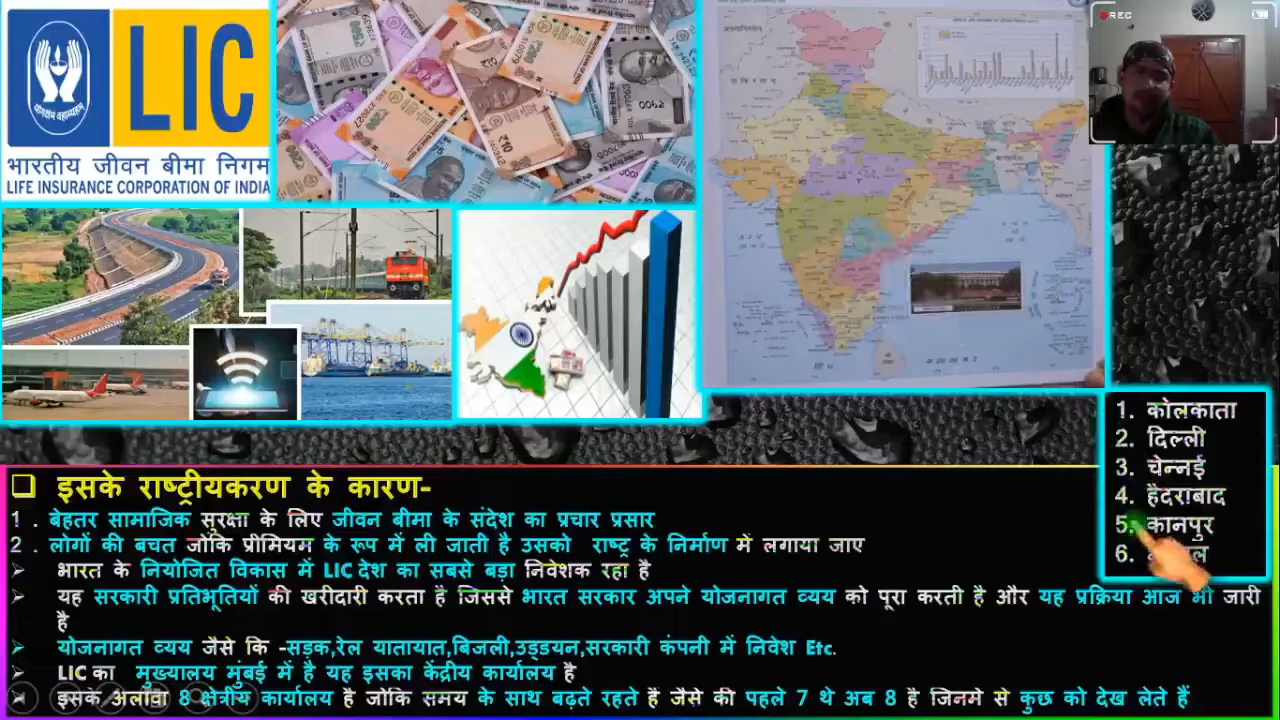 REC
LIC
भारतीय जीवन बीमा निगम
LIFE INSURANCE CORPORATION OF INDIA
1. कोलकाता
2. दिल्ली
3. चेन्नई
4. हैदराबाद
5. कानपुर
6.
इसके राष्ट्रीयकरण के कारण-
1 . बेहतर सामाजिक सुरक्षा के लिए जीवन बीमा के संदेश का प्रचार प्रसार
2 . लोगों की बचत जोकि प्रीमियम के रूप में ली जाती है उसको राष्ट्र के निर्माण में लगाया जाए
भारत के नियोजित विकास में LIC देश का सबसे बड़ा निवेशक रहा है
यह सरकारी प्रतिभूतियों की खरीदारी करता है जिससे भारत सरकार अपने योजनागत व्यय को पूरा करती है और यह प्रक्रिया आज भी जारी
है
योजनागत व्यय जैसे कि -सड़क,रेल यातायात,बिजली,उड्डयन,सरकारी कंपनी में निवेश Etc.
LIC का मुख्यालय मुंबई में है यह इसका केंद्रीय कार्यालय है
इसके अलावा 8 क्षेत्रीय कार्यालय है जोकि समय के साथ बढ़ते रहते है जैसे की पहले 7 थे अब 8 है जिनमे से कुछ को देख लेते हैं